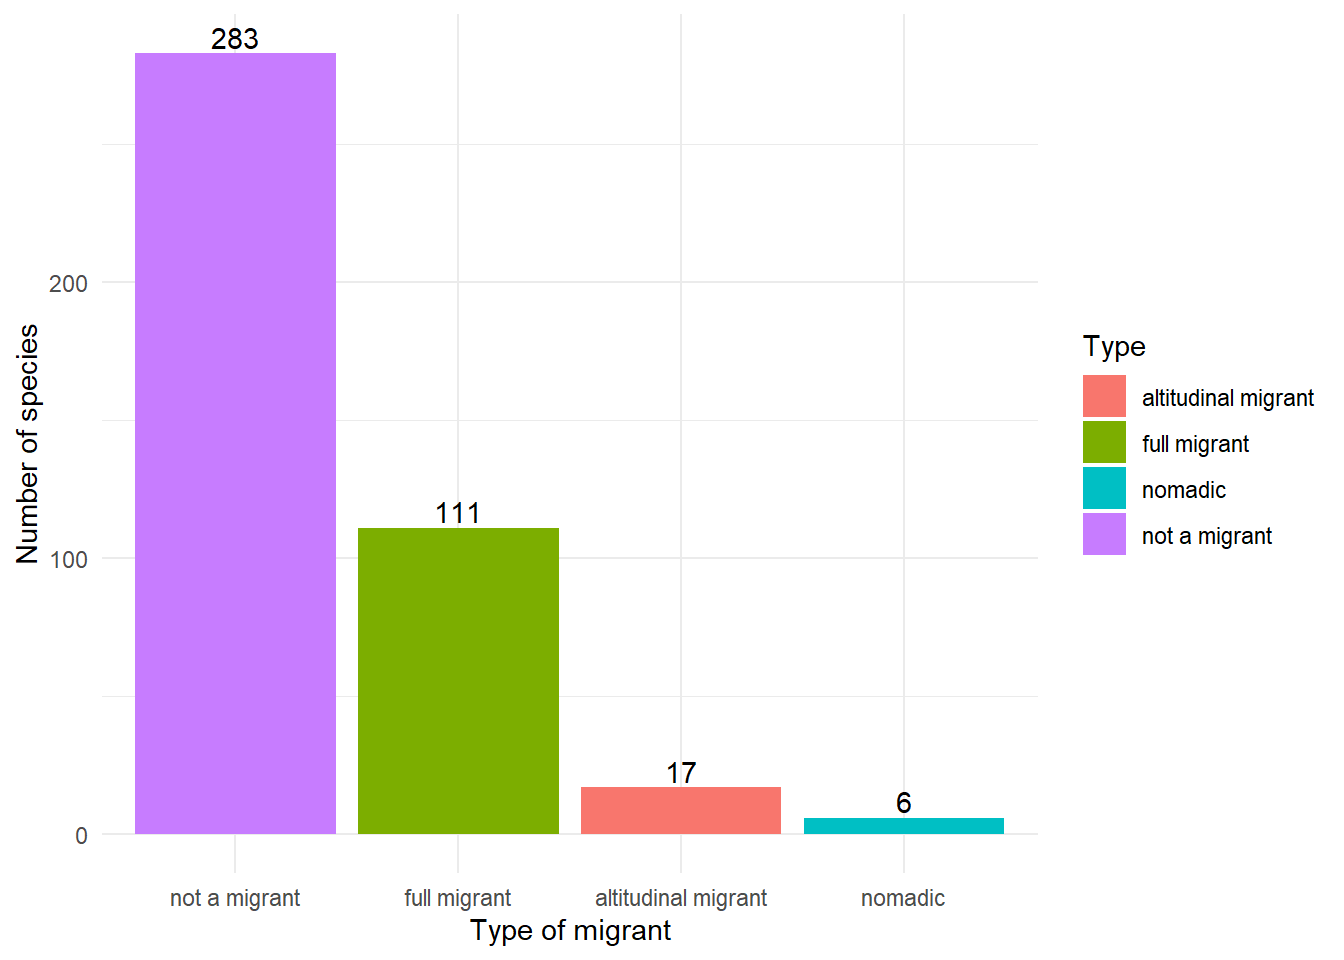 283
111
17
6
200
100
0
Number of species
not a migrant
full migrant
altitudinal migrant
nomadic
Type of migrant
Type
altitudinal migrant
full migrant
nomadic
not a migrant